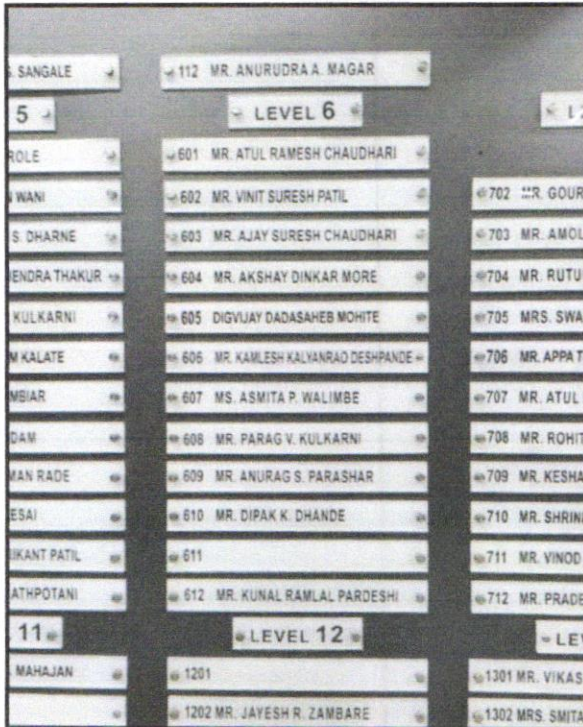 S. SANGALE
5
ROLE
WANI
S. DHARNE
ENDRA THAKUR
KULKARNI
M KALATE
MBIAR
DAM
MAN RADE
ESAI
IKANT PATIL
ATHPOTANI
11
MAHAJAN
112 MR. ANURUDRA A. MAGAR
LEVEL 6
601 MR. ATUL RAMESH CHAUDHARI
602 MR. VINIT SURESH PATIL
603 MR. AJAY SURESH CHAUDHARI
604 MR. AKSHAY DINKAR MORE
605 DIGVIJAY DADASAHEB MOHITE
606 MR. KAMLESH KALYANRAO DESHPANDE
607 MS. ASMITA P. WALIMBE
608 MR. PARAG V. KULKARNI
609 MR. ANURAG S. PARASHAR
610 MR. DIPAK K. DHANDE
611
612 MR. KUNAL RAMLAL PARDESHI
LEVEL 12
1201
1202 MR. JAYESH R. ZAMBARE
702 MR. GOUR
703 MR. AMOL
704 MR. RUTU
705 MRS. SWA
706 MR. APPA T
707 MR. ATUL
708 MR. ROHIT
709 MR. KESHA
710 MR. SHRIN
711 MR. VINOD
712 MR. PRADE
LEV
1301 MR. VIKAS
1302 MRS. SMITA